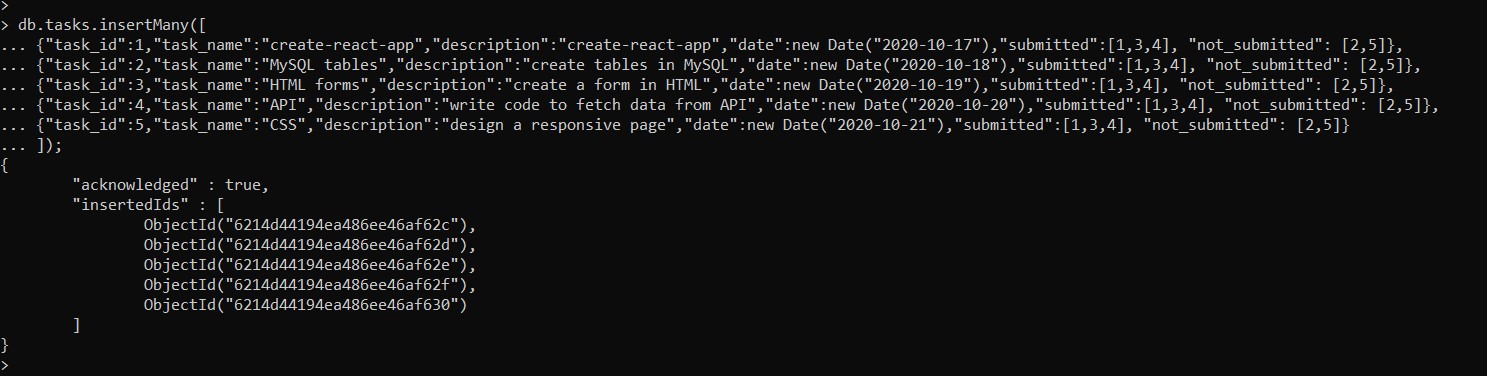 >
> db.tasks.insertMany([
... {"task_id":1,"task_name":"create-react-app","description":"create-react-app","date":new Date("2020-10-17"),"submitted":[1,3,4], "not_submitted": [2,5]},
... {"task_id":2,"task_name":"MySQL tables","description":"create tables in MySQL","date":new Date("2020-10-18"),"submitted":[1,3,4], "not_submitted": [2,5]},
... {"task_id":3,"task_name":"HTML forms","description":"create a form in HTML","date":new Date("2020-10-19"),"submitted":[1,3,4], "not_submitted": [2,5]},
... {"task_id":4,"task_name":"API","description":"write code to fetch data from API","date":new Date("2020-10-20"),"submitted":[1,3,4], "not_submitted": [2,5]},
... {"task_id":5,"task_name":"CSS","description":"design a responsive page","date":new Date("2020-10-21"),"submitted":[1,3,4], "not_submitted": [2,5]}
... ]);
{
        "acknowledged" : true,
        "insertedIds" : [
                ObjectId("6214d44194ea486ee46af62c"),
                ObjectId("6214d44194ea486ee46af62d"),
                ObjectId("6214d44194ea486ee46af62e"),
                ObjectId("6214d44194ea486ee46af62f"),
                ObjectId("6214d44194ea486ee46af630")
        ]
}
>